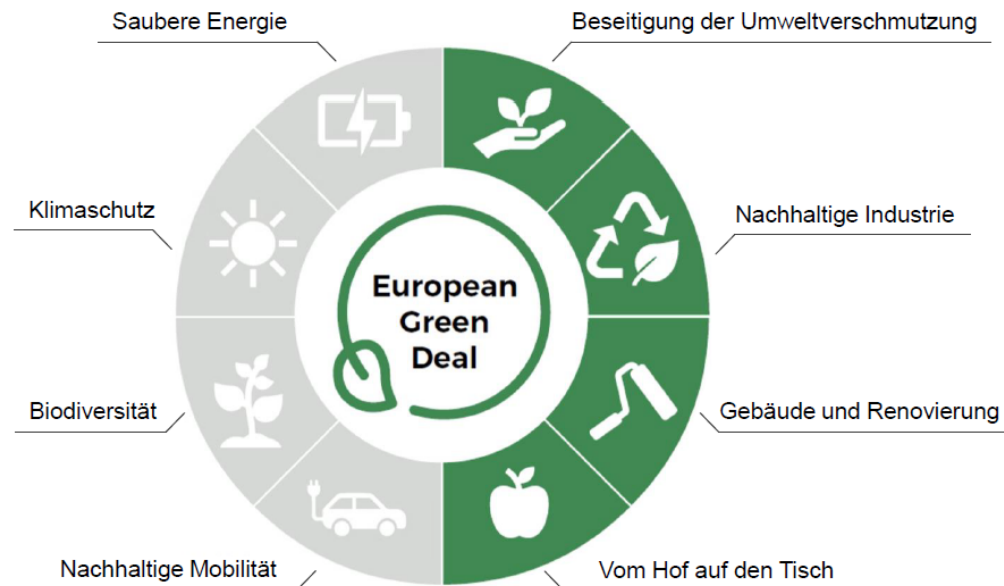 Saubere Energie
Beseitigung der Umweltverschmutzung
Klimaschutz
Nachhaltige Industrie
European
Green
Deal
Biodiversität
Gebäude und Renovierung
Nachhaltige Mobilität
Vom Hof auf den Tisch